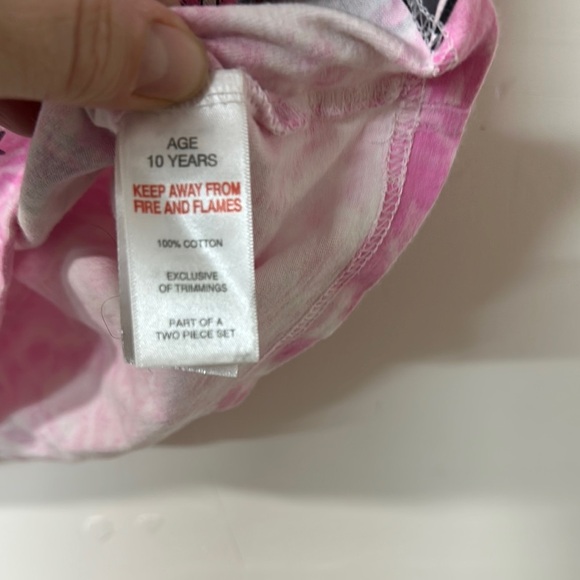 AGE
10 YEARS
KEEP AWAY FROM
FIRE AND FLAMES
100% COTTON
EXCLUSIVE
OF TRIMMINGS
PART OF A
TWO PIECE SET